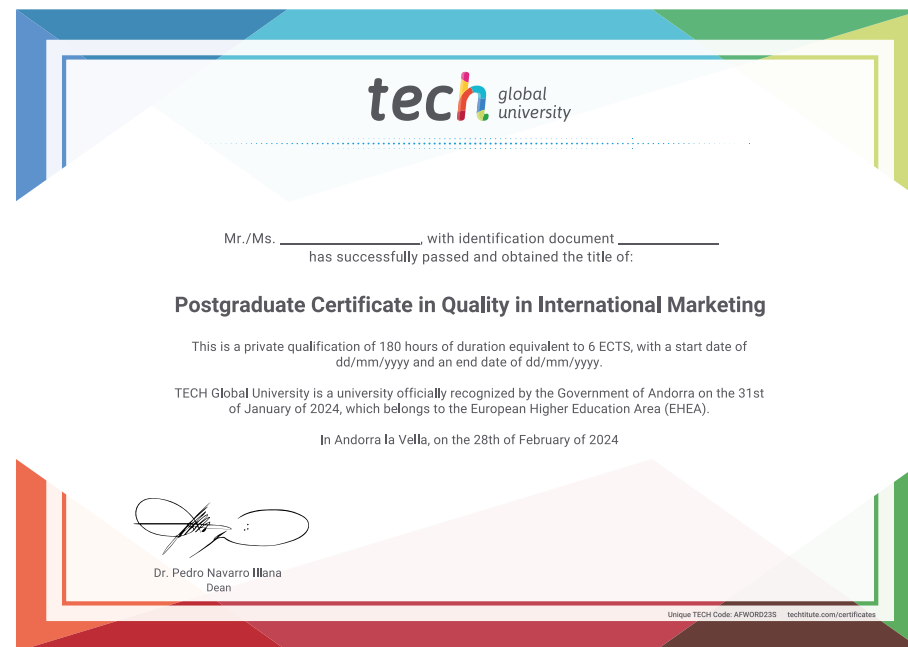 tech global
university
Mr./Ms. ____________________, with identification document ______________
has successfully passed and obtained the title of:
Postgraduate Certificate in Quality in International Marketing
This is a private qualification of 180 hours of duration equivalent to 6 ECTS, with a start date of
dd/mm/yyyy and an end date of dd/mm/yyyy.
TECH Global University is a university officially recognized by the Government of Andorra on the 31st
of January of 2024, which belongs to the European Higher Education Area (EHEA).
In Andorra la Vella, on the 28th of February of 2024
Dr. Pedro Navarro Illana
Dean
Unique TECH Code: AFWORD23S techtitute.com/certificates